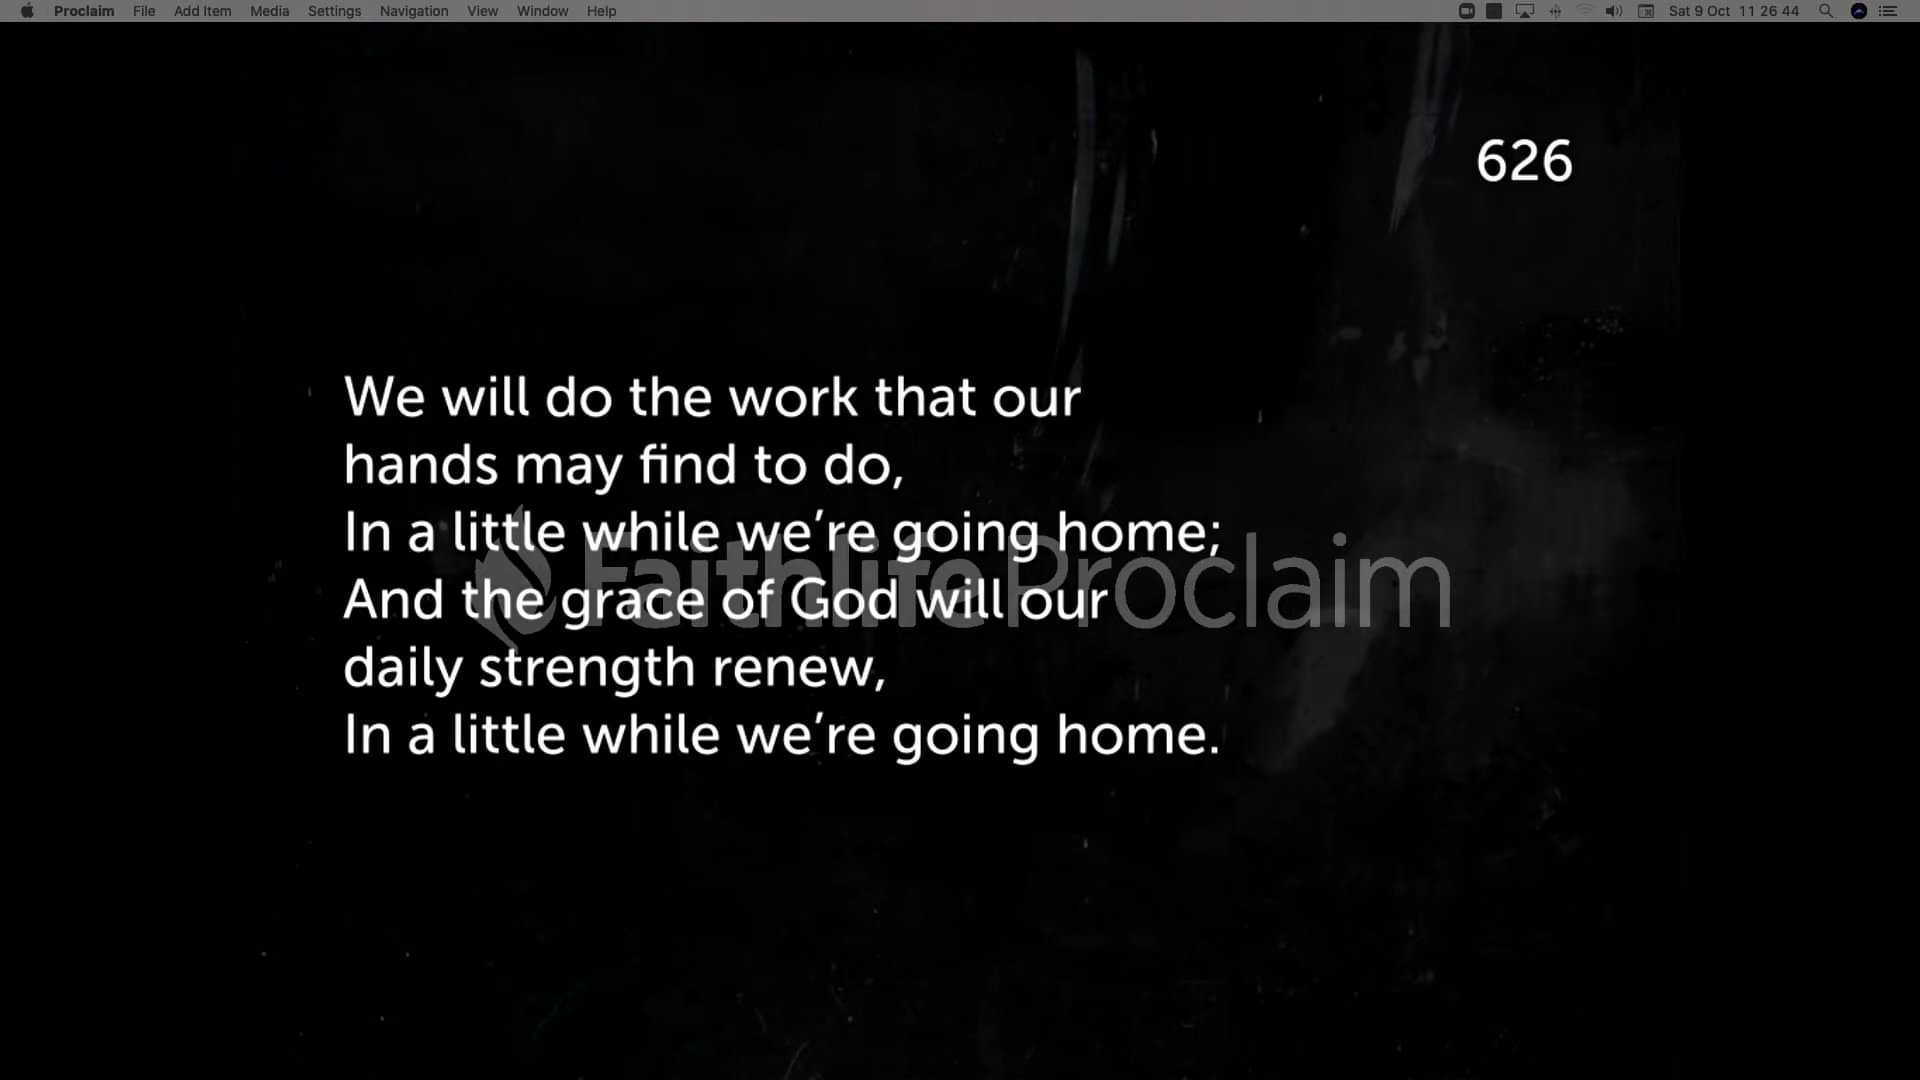 Proclaim File Add Item Media Settings Navigation View Window Help Sat 9 Oct 11 26 44
626
We will do the work that our
hands may find to do,
In a little while we’re going home;
Faithlife Proclaim
And the grace of God will our
daily strength renew,
In a little while we’re going home.